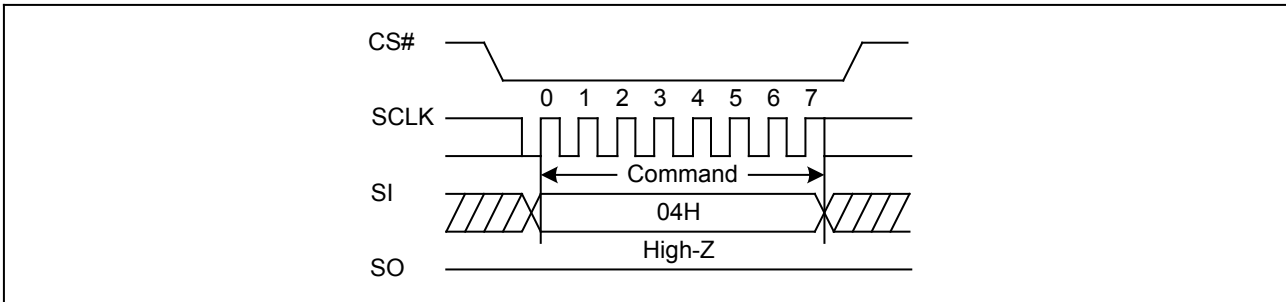 CS#
0 1 2 3 4 5 6 7
SCLK
Command
SI
04H
High-Z
SO